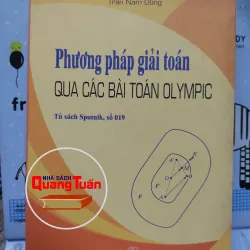 Trần Nam Dũng
Phương pháp giải toán
QUA CÁC BÀI TOÁN OLYMPIC
Tủ sách Sputnik, số 019
NHÀ SÁCH
Quang Tuấn